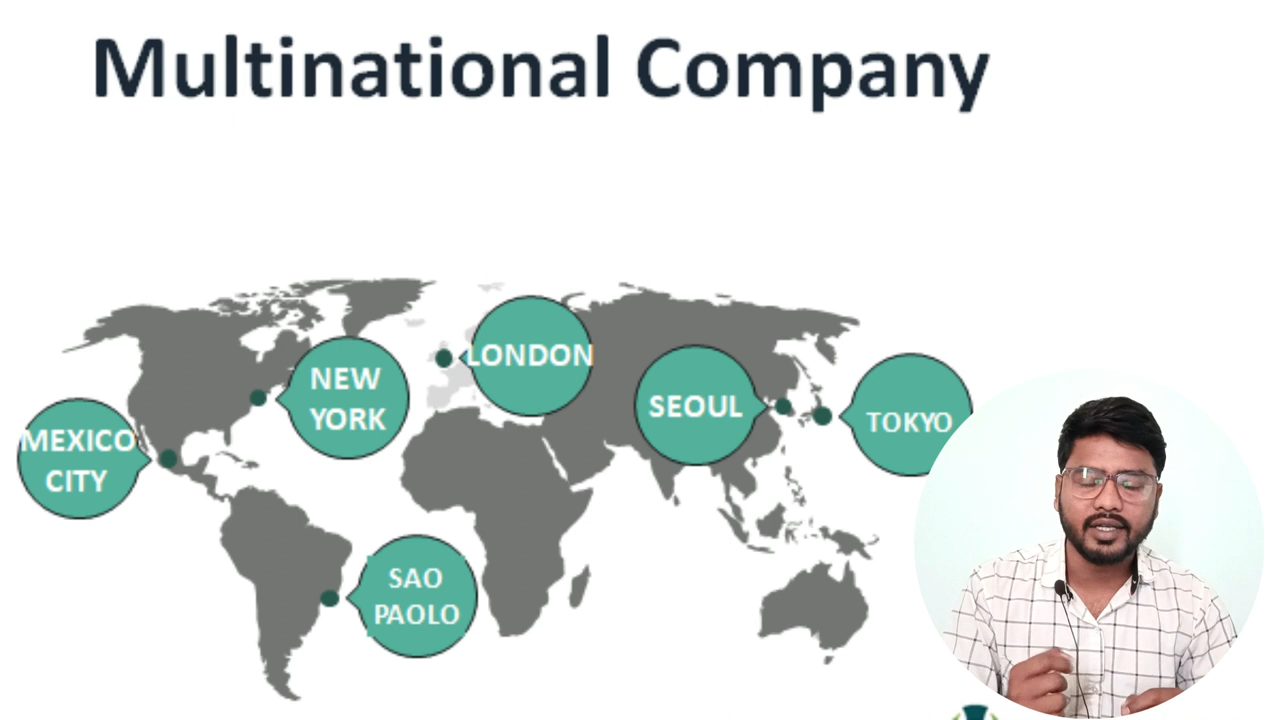 Multinational Company
LONDON
NEW
YORK
SEOUL
TOKYO
MEXICO
CITY
SAO
PAOLO